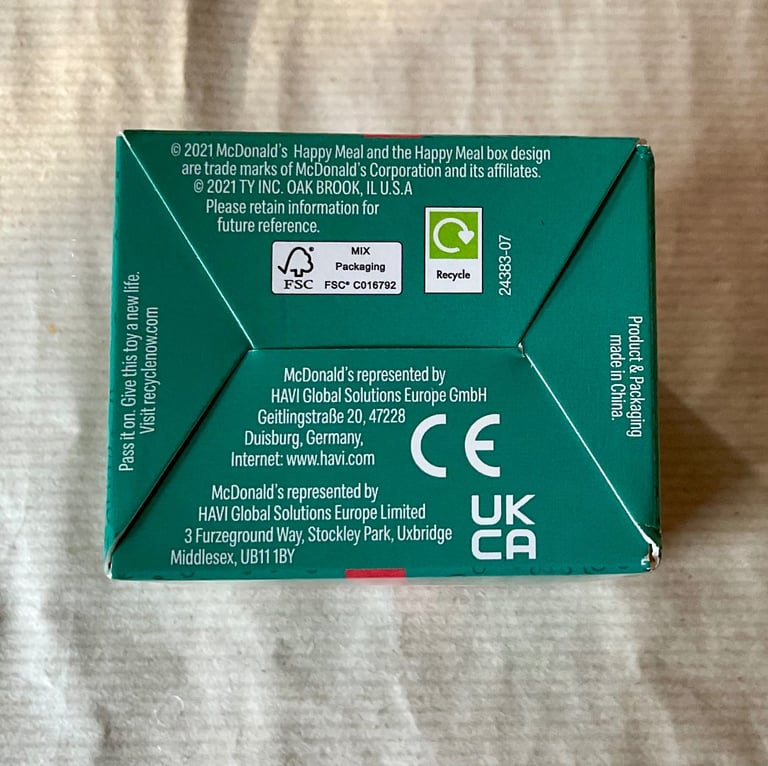 © 2021 McDonald's Happy Meal and the Happy Meal box design
are trade marks of McDonald's Corporation and its affiliates.
© 2021 TY INC. OAK BROOK, IL U.S.A
Please retain information for
future reference.
FSC®
MIX
Packaging
FSC® C016792
Recycle
24383-07
Pass it on. Give this toy a new life.
Visit recyclenow.com
Product & Packaging
made in China.
McDonald's represented by
HAVI Global Solutions Europe GmbH
Geitlingstraße 20, 47228
Duisburg, Germany,
Internet: www.havi.com
CE
McDonald's represented by
HAVI Global Solutions Europe Limited
3 Furzeground Way, Stockley Park, Uxbridge
Middlesex, UB11 1BY
UK
CA